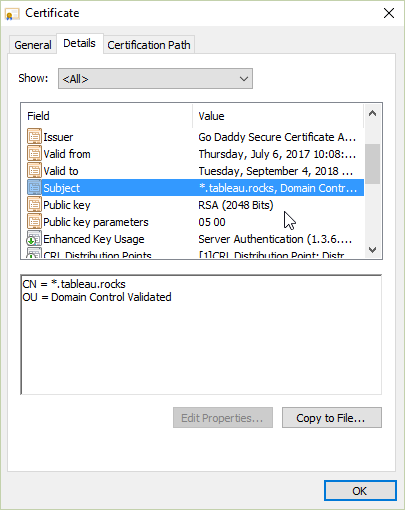 Certificate
General Details Certification Path
Show: <All>
Field Value
Issuer Go Daddy Secure Certificate A...
Valid from Thursday, July 6, 2017 10:08:...
Valid to Tuesday, September 4, 2018 ...
Subject *.tableau.rocks, Domain Contr...
Public key RSA (2048 Bits)
Public key parameters 05 00
Enhanced Key Usage Server Authentication (1.3.6....
CRL Distribution Points [1]CRL Distribution Point: Distr...
CN = *.tableau.rocks
OU = Domain Control Validated
Edit Properties... Copy to File...
OK